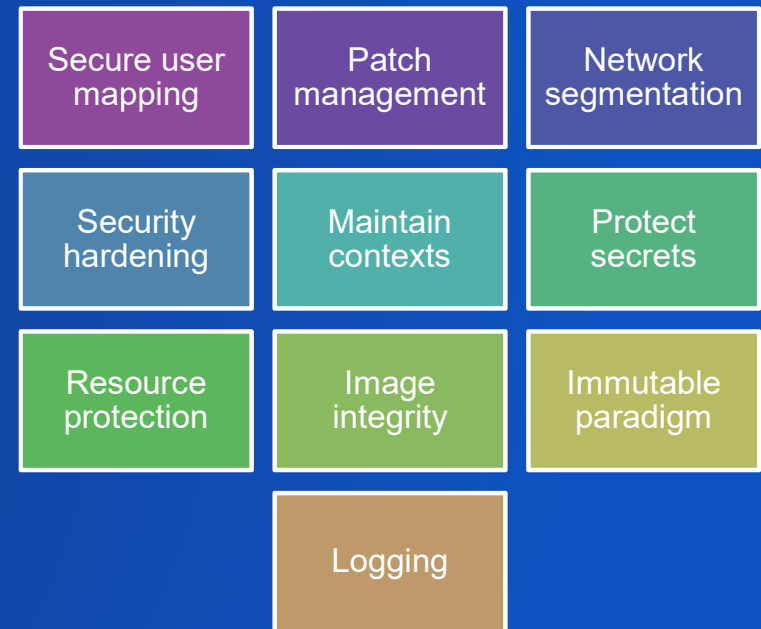 Secure user
mapping
Patch
management
Network
segmentation
Security
hardening
Maintain
contexts
Protect
secrets
Resource
protection
Image
integrity
Immutable
paradigm
Logging